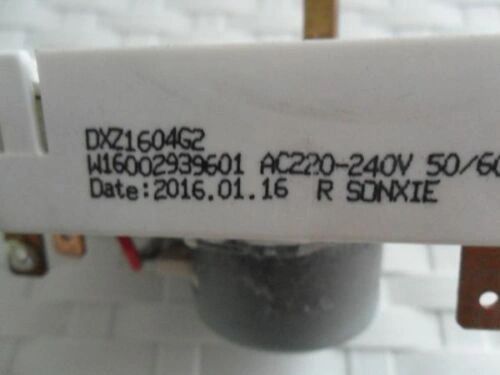 DXZ1604G2
W16002939601 AC220-240V 50/60
Date:2016.01.16 R SONXIE